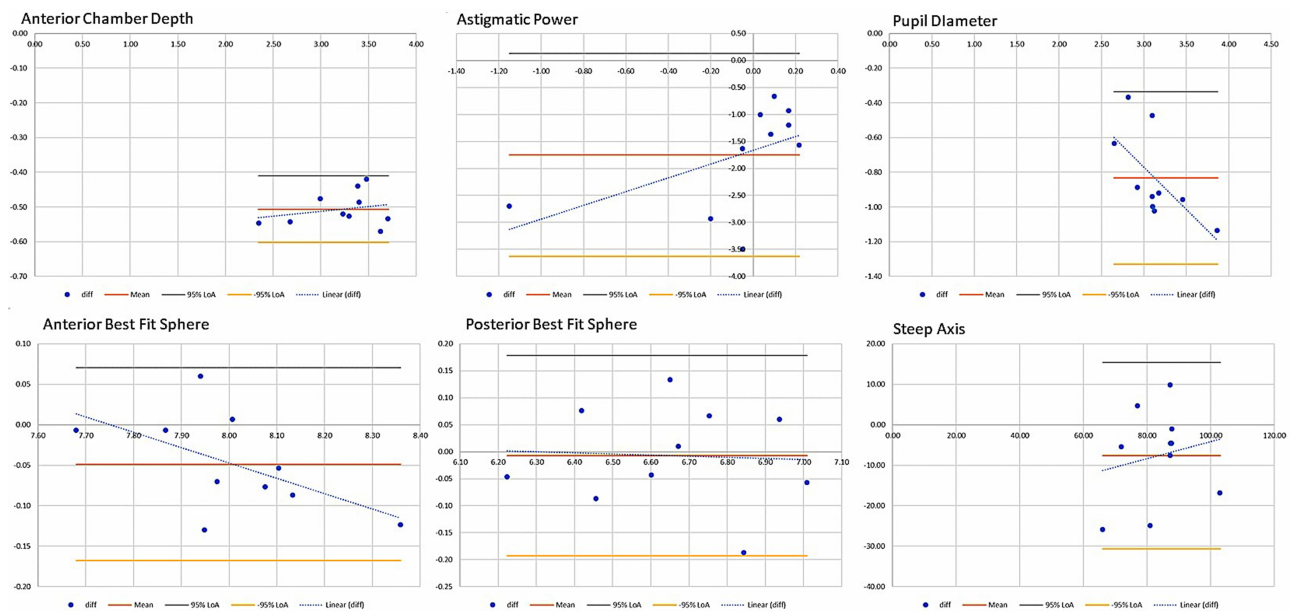 Anterior Chamber Depth
0.00
0.00 0.50 1.00 1.50 2.00 2.50 3.00 3.50 4.00
-0.10
-0.20
-0.30
-0.40
-0.50
-0.60
-0.70
diff Mean 95% LoA -95% LoA Linear (diff)
Astigmatic Power
0.50
0.00
-1.40 -1.20 -1.00 -0.80 -0.60 -0.40 -0.20 0.00 0.20 0.40
-0.50
-1.00
-1.50
-2.00
-2.50
-3.00
-3.50
-4.00
diff Mean 95% LoA -95% LoA Linear (diff)
Pupil DIameter
0.00
0.00 0.50 1.00 1.50 2.00 2.50 3.00 3.50 4.00 4.50
-0.20
-0.40
-0.60
-0.80
-1.00
-1.20
-1.40
diff Mean 95% LoA -95% LoA Linear (diff)
Anterior Best Fit Sphere
0.10
0.05
0.00
7.60 7.70 7.80 7.90 8.00 8.10 8.20 8.30 8.40
-0.05
-0.10
-0.15
-0.20
diff Mean 95% LoA -95% LoA Linear (diff)
Posterior Best Fit Sphere
0.20
0.15
0.10
0.05
0.00
6.10 6.20 6.30 6.40 6.50 6.60 6.70 6.80 6.90 7.00 7.10
-0.05
-0.10
-0.15
-0.20
-0.25
diff Mean 95% LoA -95% LoA Linear (diff)
Steep Axis
20.00
10.00
0.00
0.00 20.00 40.00 60.00 80.00 100.00 120.00
-10.00
-20.00
-30.00
-40.00
diff Mean 95% LoA -95% LoA Linear (diff)